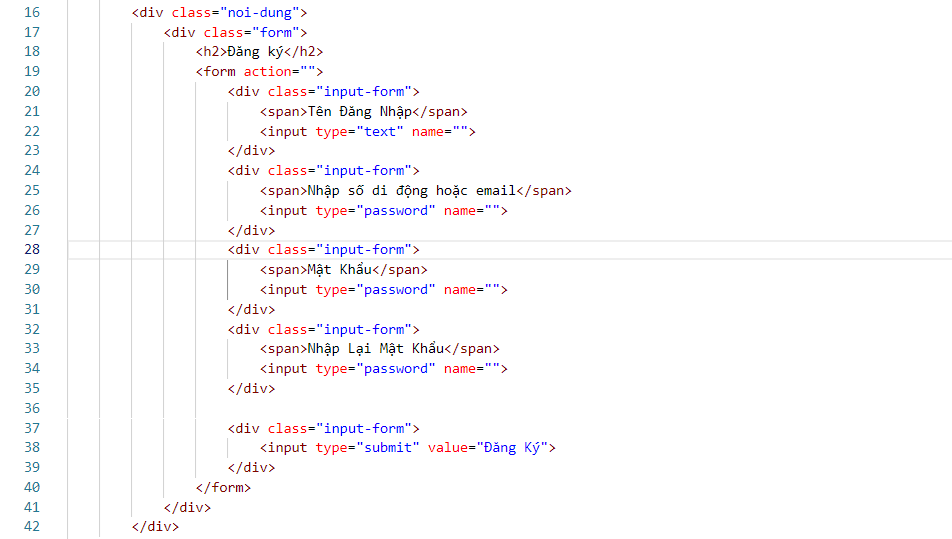 16 <div class="noi-dung">
17 <div class="form">
18 <h2>Đăng ký</h2>
19 <form action="">
20 <div class="input-form">
21 <span>Tên Đăng Nhập</span>
22 <input type="text" name="">
23 </div>
24 <div class="input-form">
25 <span>Nhập số di động hoặc email</span>
26 <input type="password" name="">
27 </div>
28 <div class="input-form">
29 <span>Mật Khẩu</span>
30 <input type="password" name="">
31 </div>
32 <div class="input-form">
33 <span>Nhập Lại Mật Khẩu</span>
34 <input type="password" name="">
35 </div>
36
37 <div class="input-form">
38 <input type="submit" value="Đăng Ký">
39 </div>
40 </form>
41 </div>
42 </div>